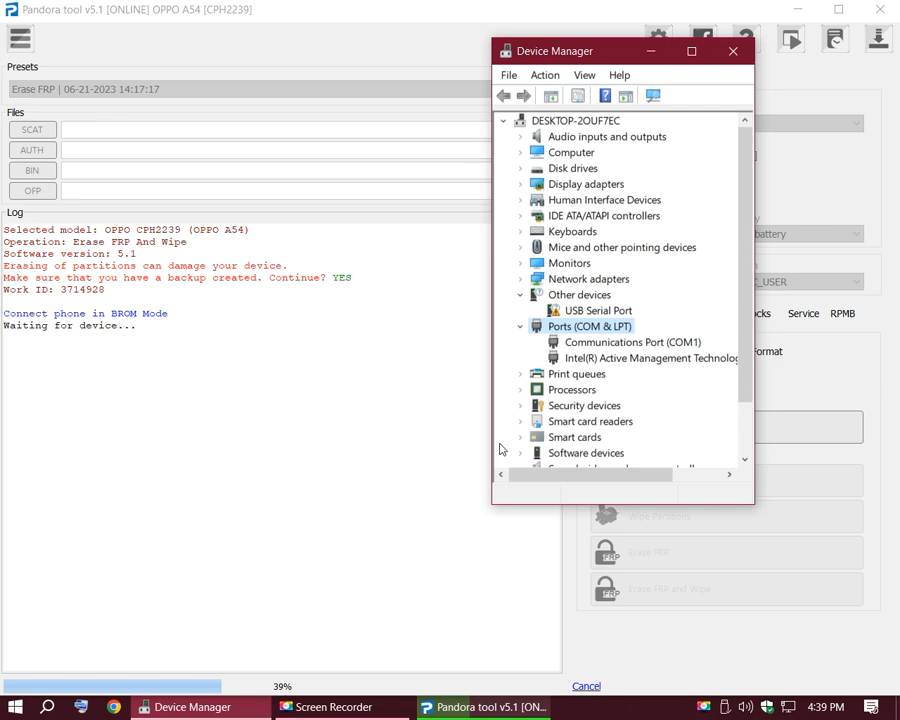 Pandora tool v5.1 [ONLINE] OPPO A54 [CPH2239]
Presets
Erase FRP | 06-21-2023 14:17:17
Files
SCAT
AUTH
BIN
OFP
Log
Selected model: OPPO CPH2239 (OPPO A54)
Operation: Erase FRP And Wipe
Software version: 5.1
Erasing of partitions can damage your device.
Make sure that you have a backup created. Continue? YES
Work ID: 3714928
Connect phone in BROM Mode
Waiting for device...
Device Manager
File Action View Help
DESKTOP-2OUF7EC
Audio inputs and outputs
Computer
Disk drives
Display adapters
Human Interface Devices
IDE ATA/ATAPI controllers
Keyboards
Mice and other pointing devices
Monitors
Network adapters
Other devices
USB Serial Port
Ports (COM & LPT)
Communications Port (COM1)
Intel(R) Active Management Technolog
Print queues
Processors
Security devices
Smart card readers
Smart cards
Software devices
battery
C_USER
ocks Service RPMB
Format
Wipe Partitions
FRP Erase FRP
FRP Erase FRP and Wipe
39%
Cancel
Device Manager
Screen Recorder
Pandora tool v5.1 [ON...
4:39 PM